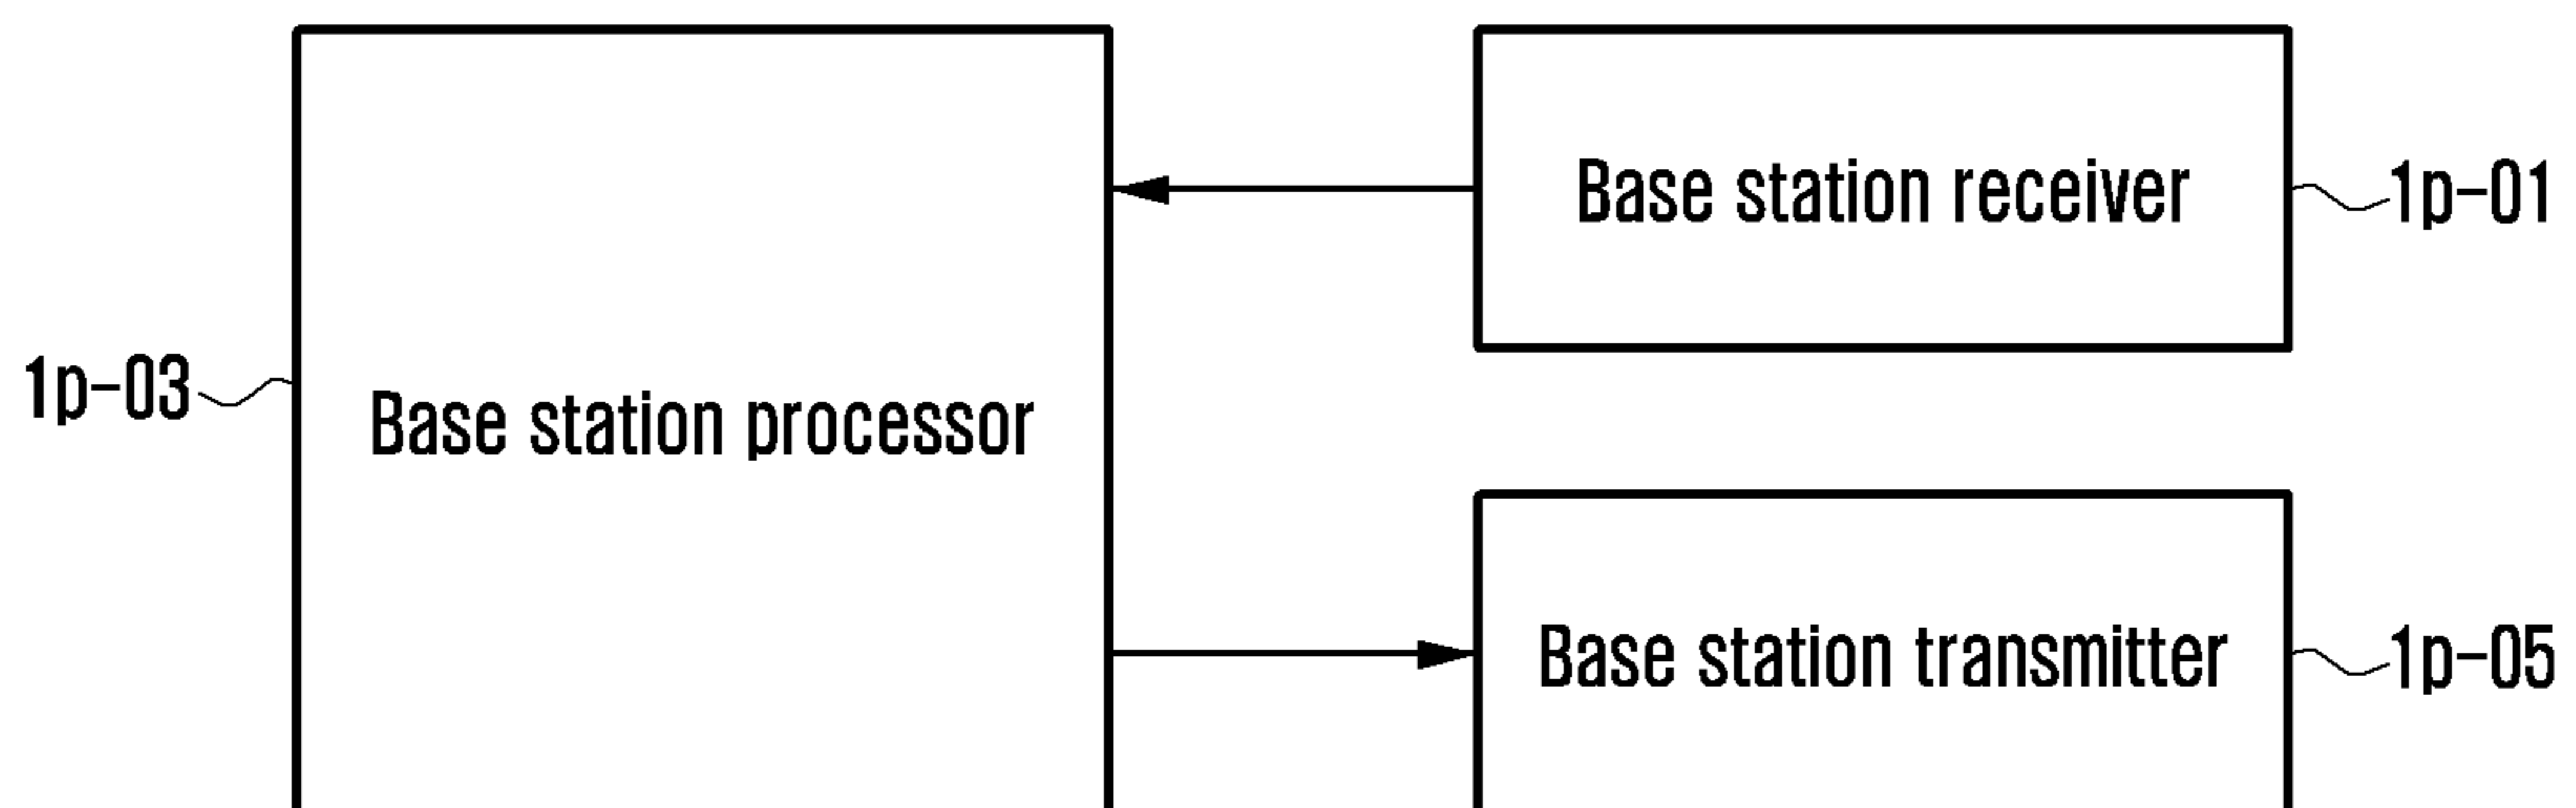 Base station receiver
1p-01
1p-03
Base station processor
Base station transmitter
1p-05